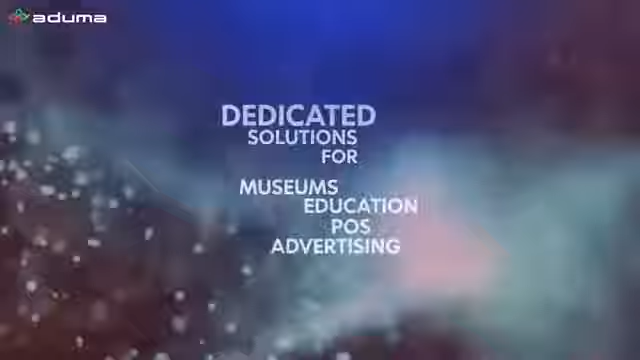 aduma
DEDICATED
SOLUTIONS
FOR
MUSEUMS
EDUCATION
POS
ADVERTISING